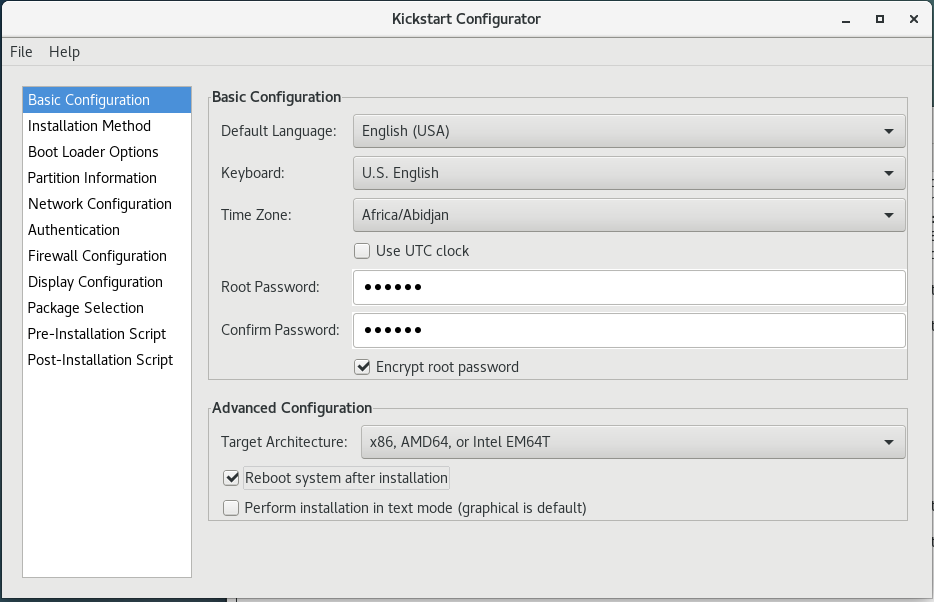 Kickstart Configurator
File Help
Basic Configuration
Installation Method
Boot Loader Options
Partition Information
Network Configuration
Authentication
Firewall Configuration
Display Configuration
Package Selection
Pre-Installation Script
Post-Installation Script
Basic Configuration
Default Language: English (USA)
Keyboard: U.S. English
Time Zone: Africa/Abidjan
Use UTC clock
Root Password: ●●●●●●
Confirm Password: ●●●●●●
Encrypt root password
Advanced Configuration
Target Architecture: x86, AMD64, or Intel EM64T
Reboot system after installation
Perform installation in text mode (graphical is default)